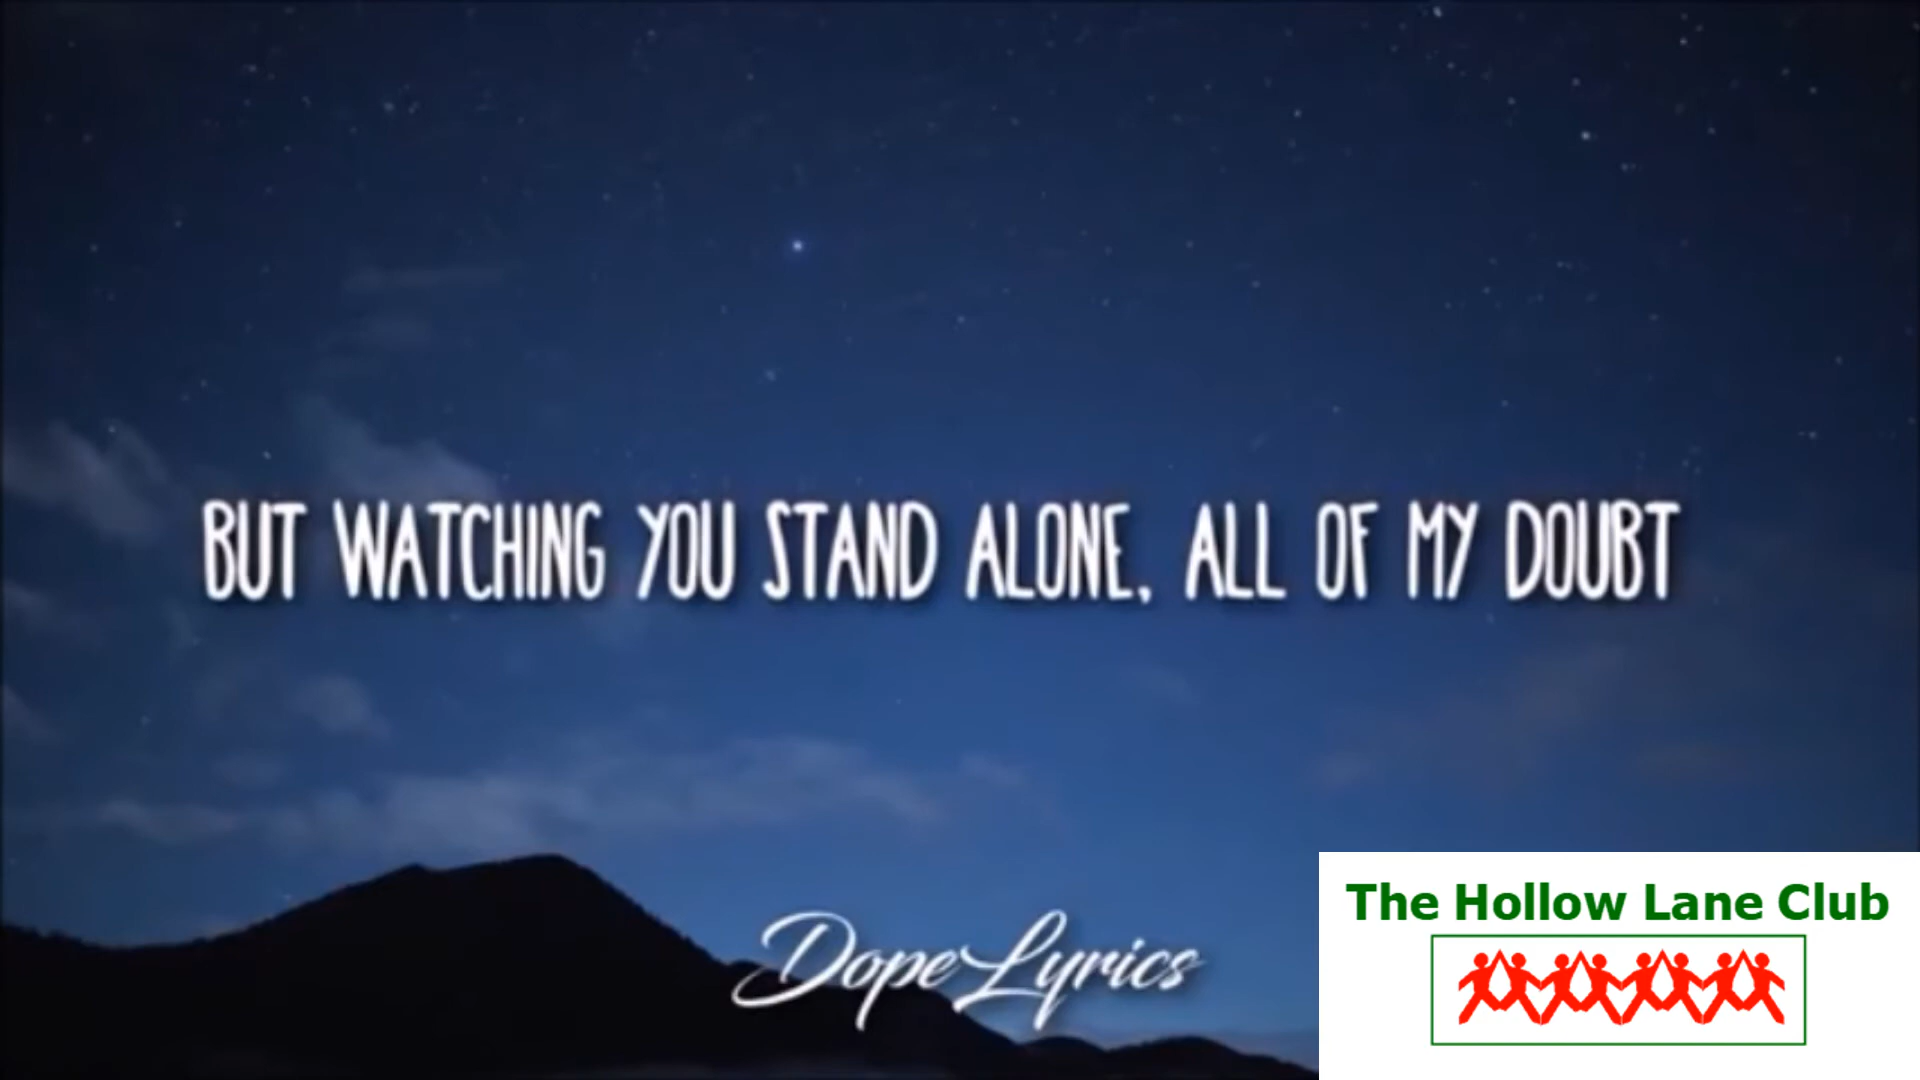 BUT WATCHING YOU STAND ALONE, ALL OF MY DOUBT
DopeLyrics
The Hollow Lane Club